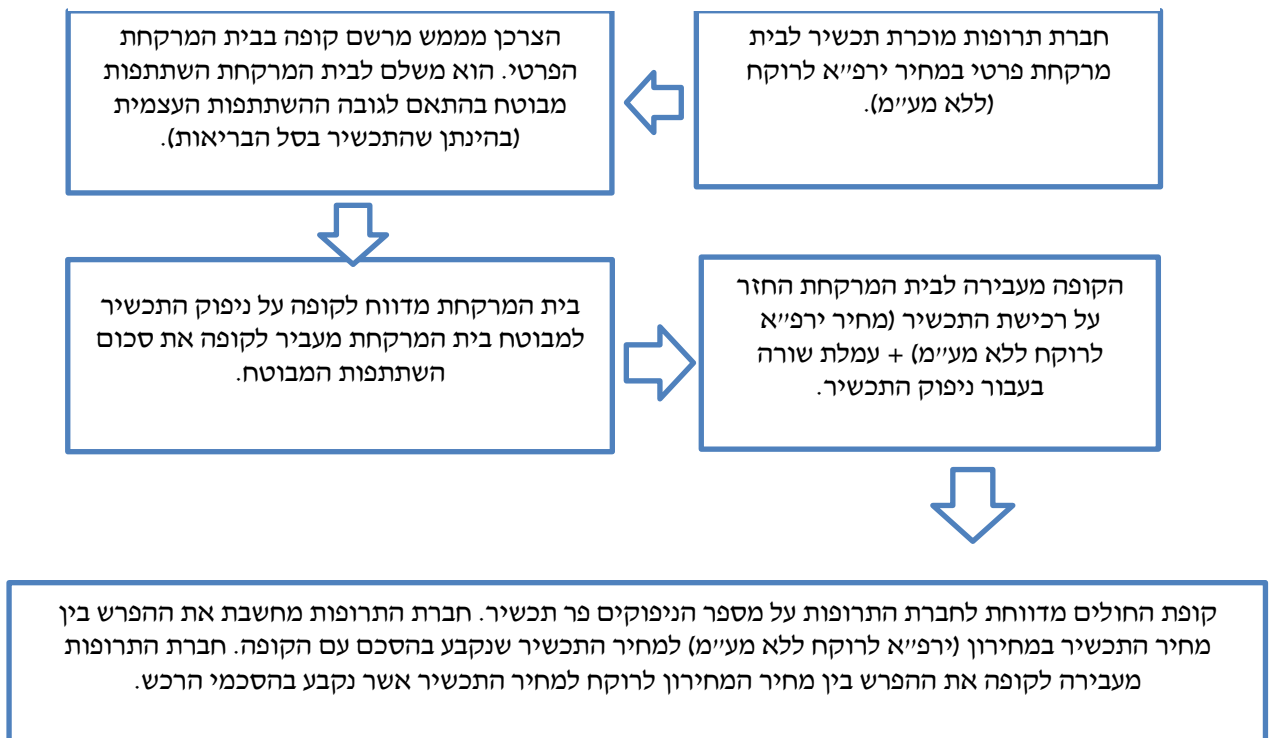 חברת תרופות מוכרת תכשיר לבית
מרקחת פרטי במחיר ירפ״א לרוקח
(ללא מע״מ).
הצרכן מממש מרשם קופה בבית המרקחת
הפרטי. הוא משלם לבית המרקחת השתתפות
מבוטח בהתאם לגובה ההשתתפות העצמית
(בהינתן שהתכשיר בסל הבריאות).
בית המרקחת מדווח לקופה על ניפוק התכשיר
למבוטח בית המרקחת מעביר לקופה את סכום
השתתפות המבוטח.
הקופה מעבירה לבית המרקחת החזר
על רכישת התכשיר (מחיר ירפ״א
לרוקח ללא מע״מ) + עמלת שורה
בעבור ניפוק התכשיר.
קופת החולים מדווחת לחברת התרופות על מספר הניפוקים פר תכשיר. חברת התרופות מחשבת את ההפרש בין
מחיר התכשיר במחירון (ירפ״א לרוקח ללא מע״מ) למחיר התכשיר שנקבע בהסכם עם הקופה. חברת התרופות
מעבירה לקופה את ההפרש בין מחיר המחירון לרוקח למחיר התכשיר אשר נקבע בהסכמי הרכש.